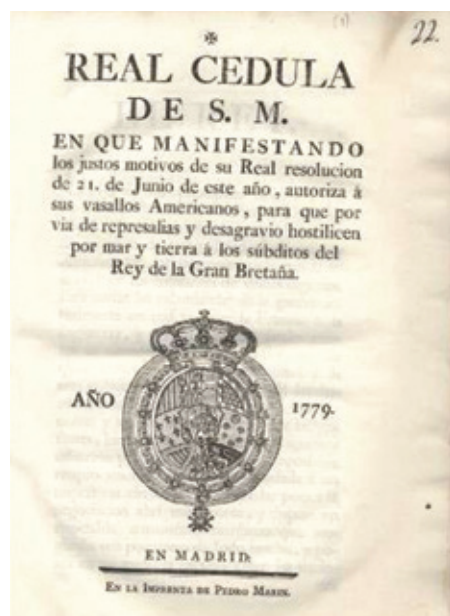 (1)
22.
REAL CEDULA
DE S. M.
EN QUE MANIFESTANDO
los justos motivos de su Real resolucion
de 21. de Junio de este año, autoriza á
sus vasallos Americanos, para que por
via de represalias y desagravio hostilicen
por mar y tierra á los súbditos del
Rey de la Gran Bretaña.
AÑO 1779.
EN MADRID.
EN LA IMPRENTA DE PEDRO MARIN.